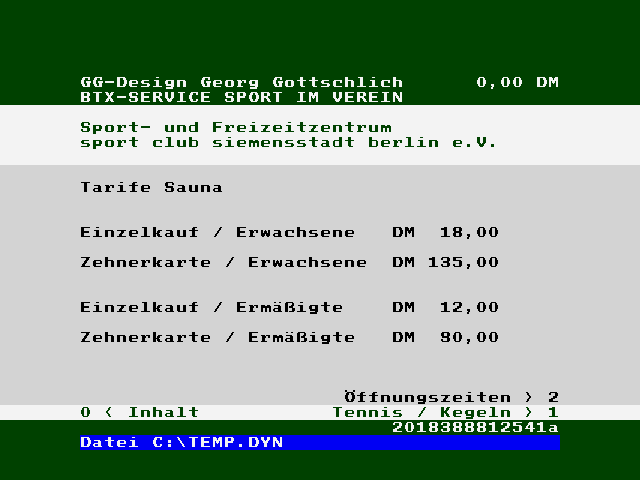 GG-Design Georg Gottschlich 0,00 DM
BTX-SERVICE SPORT IM VEREIN
Sport- und Freizeitzentrum
sport club siemensstadt berlin e.V.
Tarife Sauna
Einzelkauf / Erwachsene DM 18,00
Zehnerkarte / Erwachsene DM 135,00
Einzelkauf / Ermäßigte DM 12,00
Zehnerkarte / Ermäßigte DM 90,00
Öffnungszeiten > 2
0 < Inhalt Tennis / Kegeln > 1
2018388812541a
Datei C:\TEMP.DYN